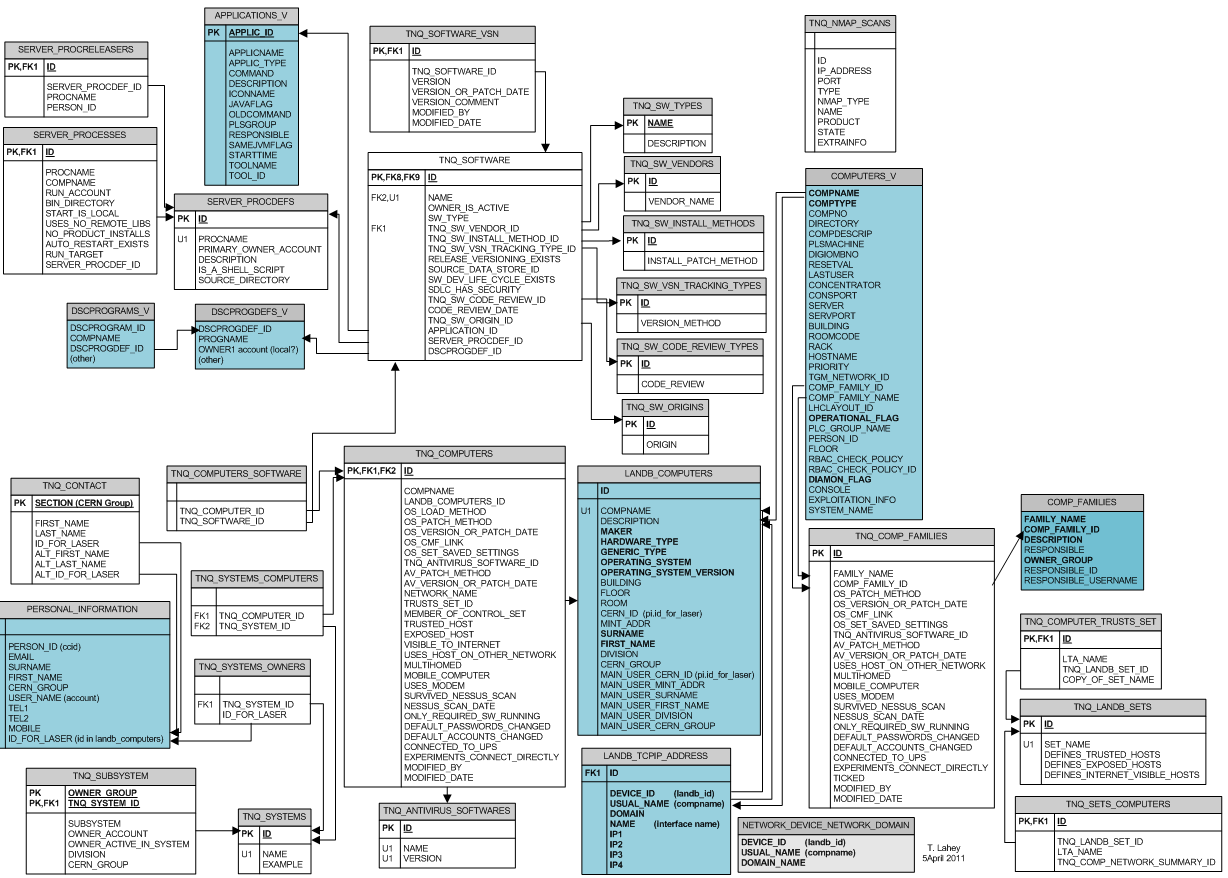 APPLICATIONS_V
PK APPLIC_ID
APPLICNAME
APPLIC_TYPE
COMMAND
DESCRIPTION
ICONNAME
JAVAFLAG
OLDCOMMAND
PLSGROUP
RESPONSIBLE
SAMEJVMFLAG
STARTTIME
TOOLNAME
TOOL_ID
SERVER_PROCRELEASERS
PK,FK1 ID
SERVER_PROCDEF_ID
PROCNAME
PERSON_ID
SERVER_PROCESSES
PK,FK1 ID
PROCNAME
COMPNAME
RUN_ACCOUNT
BIN_DIRECTORY
START_IS_LOCAL
USES_NO_REMOTE_LIBS
NO_PRODUCT_INSTALLS
AUTO_RESTART_EXISTS
RUN_TARGET
SERVER_PROCDEF_ID
SERVER_PROCDEFS
PK ID
U1 PROCNAME
PRIMARY_OWNER_ACCOUNT
DESCRIPTION
IS_A_SHELL_SCRIPT
SOURCE_DIRECTORY
DSCPROGRAMS_V
DSCPROGRAM_ID
COMPNAME
DSCPROGDEF_ID
(other)
DSCPROGDEFS_V
DSCPROGDEF_ID
PROGNAME
OWNER1 account (local?)
(other)
TNQ_SOFTWARE_VSN
PK,FK1 ID
TNQ_SOFTWARE_ID
VERSION
VERSION_OR_PATCH_DATE
VERSION_COMMENT
MODIFIED_BY
MODIFIED_DATE
TNQ_SOFTWARE
PK,FK8,FK9 ID
FK2,U1 NAME
OWNER_IS_ACTIVE
SW_TYPE
FK1 TNQ_SW_VENDOR_ID
TNQ_SW_INSTALL_METHOD_ID
TNQ_SW_VSN_TRACKING_TYPE_ID
RELEASE_VERSIONING_EXISTS
SOURCE_DATA_STORE_ID
SW_DEV_LIFE_CYCLE_EXISTS
SDLC_HAS_SECURITY
TNQ_SW_CODE_REVIEW_ID
CODE_REVIEW_DATE
TNQ_SW_ORIGIN_ID
APPLICATION_ID
SERVER_PROCDEF_ID
DSCPROGDEF_ID
TNQ_SW_TYPES
PK NAME
DESCRIPTION
TNQ_SW_VENDORS
PK ID
VENDOR_NAME
TNQ_SW_INSTALL_METHODS
PK ID
INSTALL_PATCH_METHOD
TNQ_SW_VSN_TRACKING_TYPES
PK ID
VERSION_METHOD
TNQ_SW_CODE_REVIEW_TYPES
PK ID
CODE_REVIEW
TNQ_SW_ORIGINS
PK ID
ORIGIN
TNQ_NMAP_SCANS
ID
IP_ADDRESS
PORT
TYPE
NMAP_TYPE
NAME
PRODUCT
STATE
EXTRAINFO
COMPUTERS_V
COMPNAME
COMPTYPE
COMPNO
DIRECTORY
COMPDESCRIP
PLSMACHINE
DIGIOMBNO
RESETVAL
LASTUSER
CONCENTRATOR
CONSPORT
SERVER
SERVPORT
BUILDING
ROOMCODE
RACK
HOSTNAME
PRIORITY
TGM_NETWORK_ID
COMP_FAMILY_ID
COMP_FAMILY_NAME
LHCLAYOUT_ID
OPERATIONAL_FLAG
PLC_GROUP_NAME
PERSON_ID
FLOOR
RBAC_CHECK_POLICY
RBAC_CHECK_POLICY_ID
DIAMON_FLAG
CONSOLE
EXPLOITATION_INFO
SYSTEM_NAME
TNQ_CONTACT
PK SECTION (CERN Group)
FIRST_NAME
LAST_NAME
ID_FOR_LASER
ALT_FIRST_NAME
ALT_LAST_NAME
ALT_ID_FOR_LASER
PERSONAL_INFORMATION
PERSON_ID (ccid)
EMAIL
SURNAME
FIRST_NAME
CERN_GROUP
USER_NAME (account)
TEL1
TEL2
MOBILE
ID_FOR_LASER (id in landb_computers)
TNQ_SUBSYSTEM
PK OWNER_GROUP
PK,FK1 TNQ_SYSTEM_ID
SUBSYSTEM
OWNER_ACCOUNT
OWNER_ACTIVE_IN_SYSTEM
DIVISION
CERN_GROUP
TNQ_COMPUTERS_SOFTWARE
TNQ_COMPUTER_ID
TNQ_SOFTWARE_ID
TNQ_SYSTEMS_COMPUTERS
FK1 TNQ_COMPUTER_ID
FK2 TNQ_SYSTEM_ID
TNQ_SYSTEMS_OWNERS
FK1 TNQ_SYSTEM_ID
ID_FOR_LASER
TNQ_SYSTEMS
PK ID
U1 NAME
EXAMPLE
TNQ_COMPUTERS
PK,FK1,FK2 ID
COMPNAME
LANDB_COMPUTERS_ID
OS_LOAD_METHOD
OS_PATCH_METHOD
OS_VERSION_OR_PATCH_DATE
OS_CMF_LINK
OS_SET_SAVED_SETTINGS
TNQ_ANTIVIRUS_SOFTWARE_ID
AV_PATCH_METHOD
AV_VERSION_OR_PATCH_DATE
NETWORK_NAME
TRUSTS_SET_ID
MEMBER_OF_CONTROL_SET
TRUSTED_HOST
EXPOSED_HOST
VISIBLE_TO_INTERNET
USES_HOST_ON_OTHER_NETWORK
MULTIHOMED
MOBILE_COMPUTER
USES_MODEM
SURVIVED_NESSUS_SCAN
NESSUS_SCAN_DATE
ONLY_REQUIRED_SW_RUNNING
DEFAULT_PASSWORDS_CHANGED
DEFAULT_ACCOUNTS_CHANGED
CONNECTED_TO_UPS
EXPERIMENTS_CONNECT_DIRECTLY
MODIFIED_BY
MODIFIED_DATE
TNQ_ANTIVIRUS_SOFTWARES
PK ID
U1 NAME
U1 VERSION
LANDB_COMPUTERS
ID
U1 COMPNAME
DESCRIPTION
MAKER
HARDWARE_TYPE
GENERIC_TYPE
OPERATING_SYSTEM
OPERATING_SYSTEM_VERSION
BUILDING
FLOOR
ROOM
CERN_ID (pi.id_for_laser)
MINT_ADDR
SURNAME
FIRST_NAME
DIVISION
CERN_GROUP
MAIN_USER_CERN_ID (pi.id_for_laser)
MAIN_USER_MINT_ADDR
MAIN_USER_SURNAME
MAIN_USER_FIRST_NAME
MAIN_USER_DIVISION
MAIN_USER_CERN_GROUP
LANDB_TCPIP_ADDRESS
FK1 ID
DEVICE_ID (landb_id)
USUAL_NAME (compname)
DOMAIN
NAME (interface name)
IP1
IP2
IP3
IP4
NETWORK_DEVICE_NETWORK_DOMAIN
DEVICE_ID (landb_id)
USUAL_NAME (compname)
DOMAIN_NAME
TNQ_COMP_FAMILIES
PK ID
FAMILY_NAME
COMP_FAMILY_ID
OS_PATCH_METHOD
OS_VERSION_OR_PATCH_DATE
OS_CMF_LINK
OS_SET_SAVED_SETTINGS
TNQ_ANTIVIRUS_SOFTWARE_ID
AV_PATCH_METHOD
AV_VERSION_OR_PATCH_DATE
USES_HOST_ON_OTHER_NETWORK
MULTIHOMED
MOBILE_COMPUTER
USES_MODEM
SURVIVED_NESSUS_SCAN
NESSUS_SCAN_DATE
ONLY_REQUIRED_SW_RUNNING
DEFAULT_PASSWORDS_CHANGED
DEFAULT_ACCOUNTS_CHANGED
CONNECTED_TO_UPS
EXPERIMENTS_CONNECT_DIRECTLY
TICKED
MODIFIED_BY
MODIFIED_DATE
COMP_FAMILIES
FAMILY_NAME
COMP_FAMILY_ID
DESCRIPTION
RESPONSIBLE
OWNER_GROUP
RESPONSIBLE_ID
RESPONSIBLE_USERNAME
TNQ_COMPUTER_TRUSTS_SET
PK,FK1 ID
LTA_NAME
TNQ_LANDB_SET_ID
COPY_OF_SET_NAME
TNQ_LANDB_SETS
PK ID
U1 SET_NAME
DEFINES_TRUSTED_HOSTS
DEFINES_EXPOSED_HOSTS
DEFINES_INTERNET_VISIBLE_HOSTS
TNQ_SETS_COMPUTERS
PK,FK1 ID
TNQ_LANDB_SET_ID
LTA_NAME
TNQ_COMP_NETWORK_SUMMARY_ID
T. Lahey
5April 2011